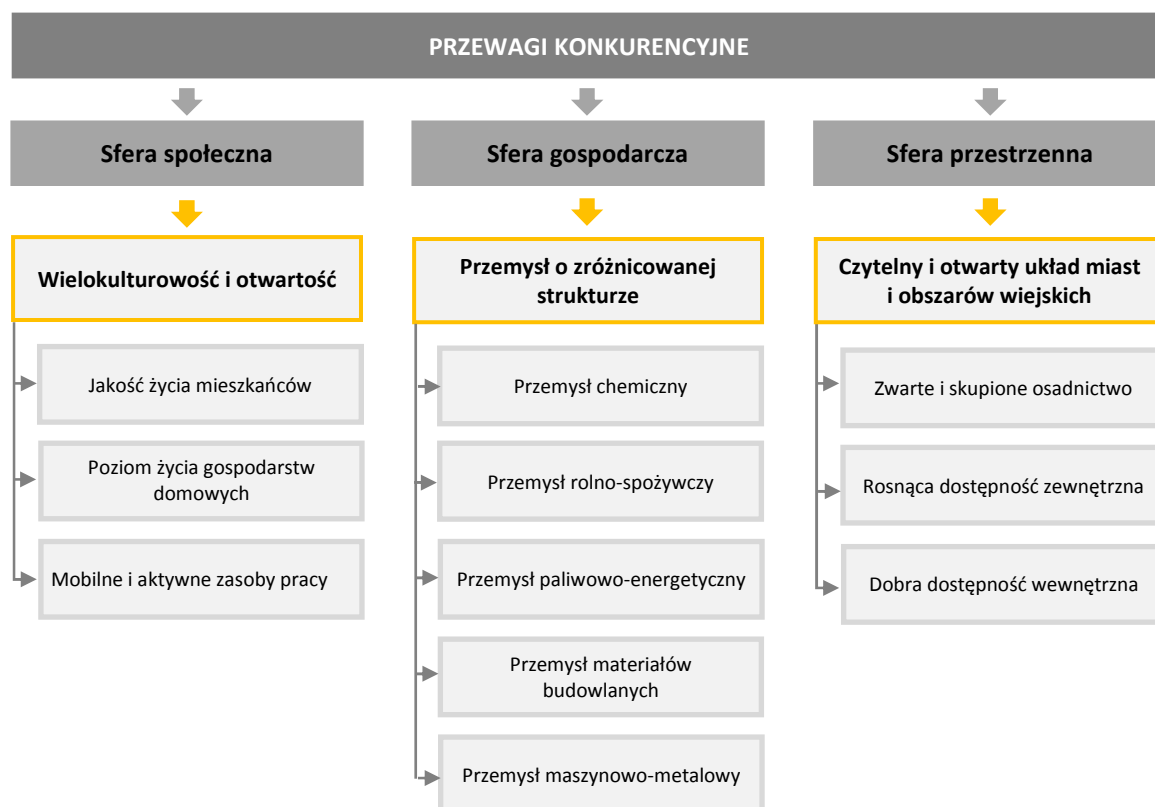 PRZEWAGI KONKURENCYJNE
Sfera społeczna
Wielokulturowość i otwartość
Jakość życia mieszkańców
Poziom życia gospodarstw
domowych
Mobilne i aktywne zasoby pracy
Sfera gospodarcza
Przemysł o zróżnicowanej
strukturze
Przemysł chemiczny
Przemysł rolno-spożywczy
Przemysł paliwowo-energetyczny
Przemysł materiałów
budowlanych
Przemysł maszynowo-metalowy
Sfera przestrzenna
Czytelny i otwarty układ miast
i obszarów wiejskich
Zwarte i skupione osadnictwo
Rosnąca dostępność zewnętrzna
Dobra dostępność wewnętrzna